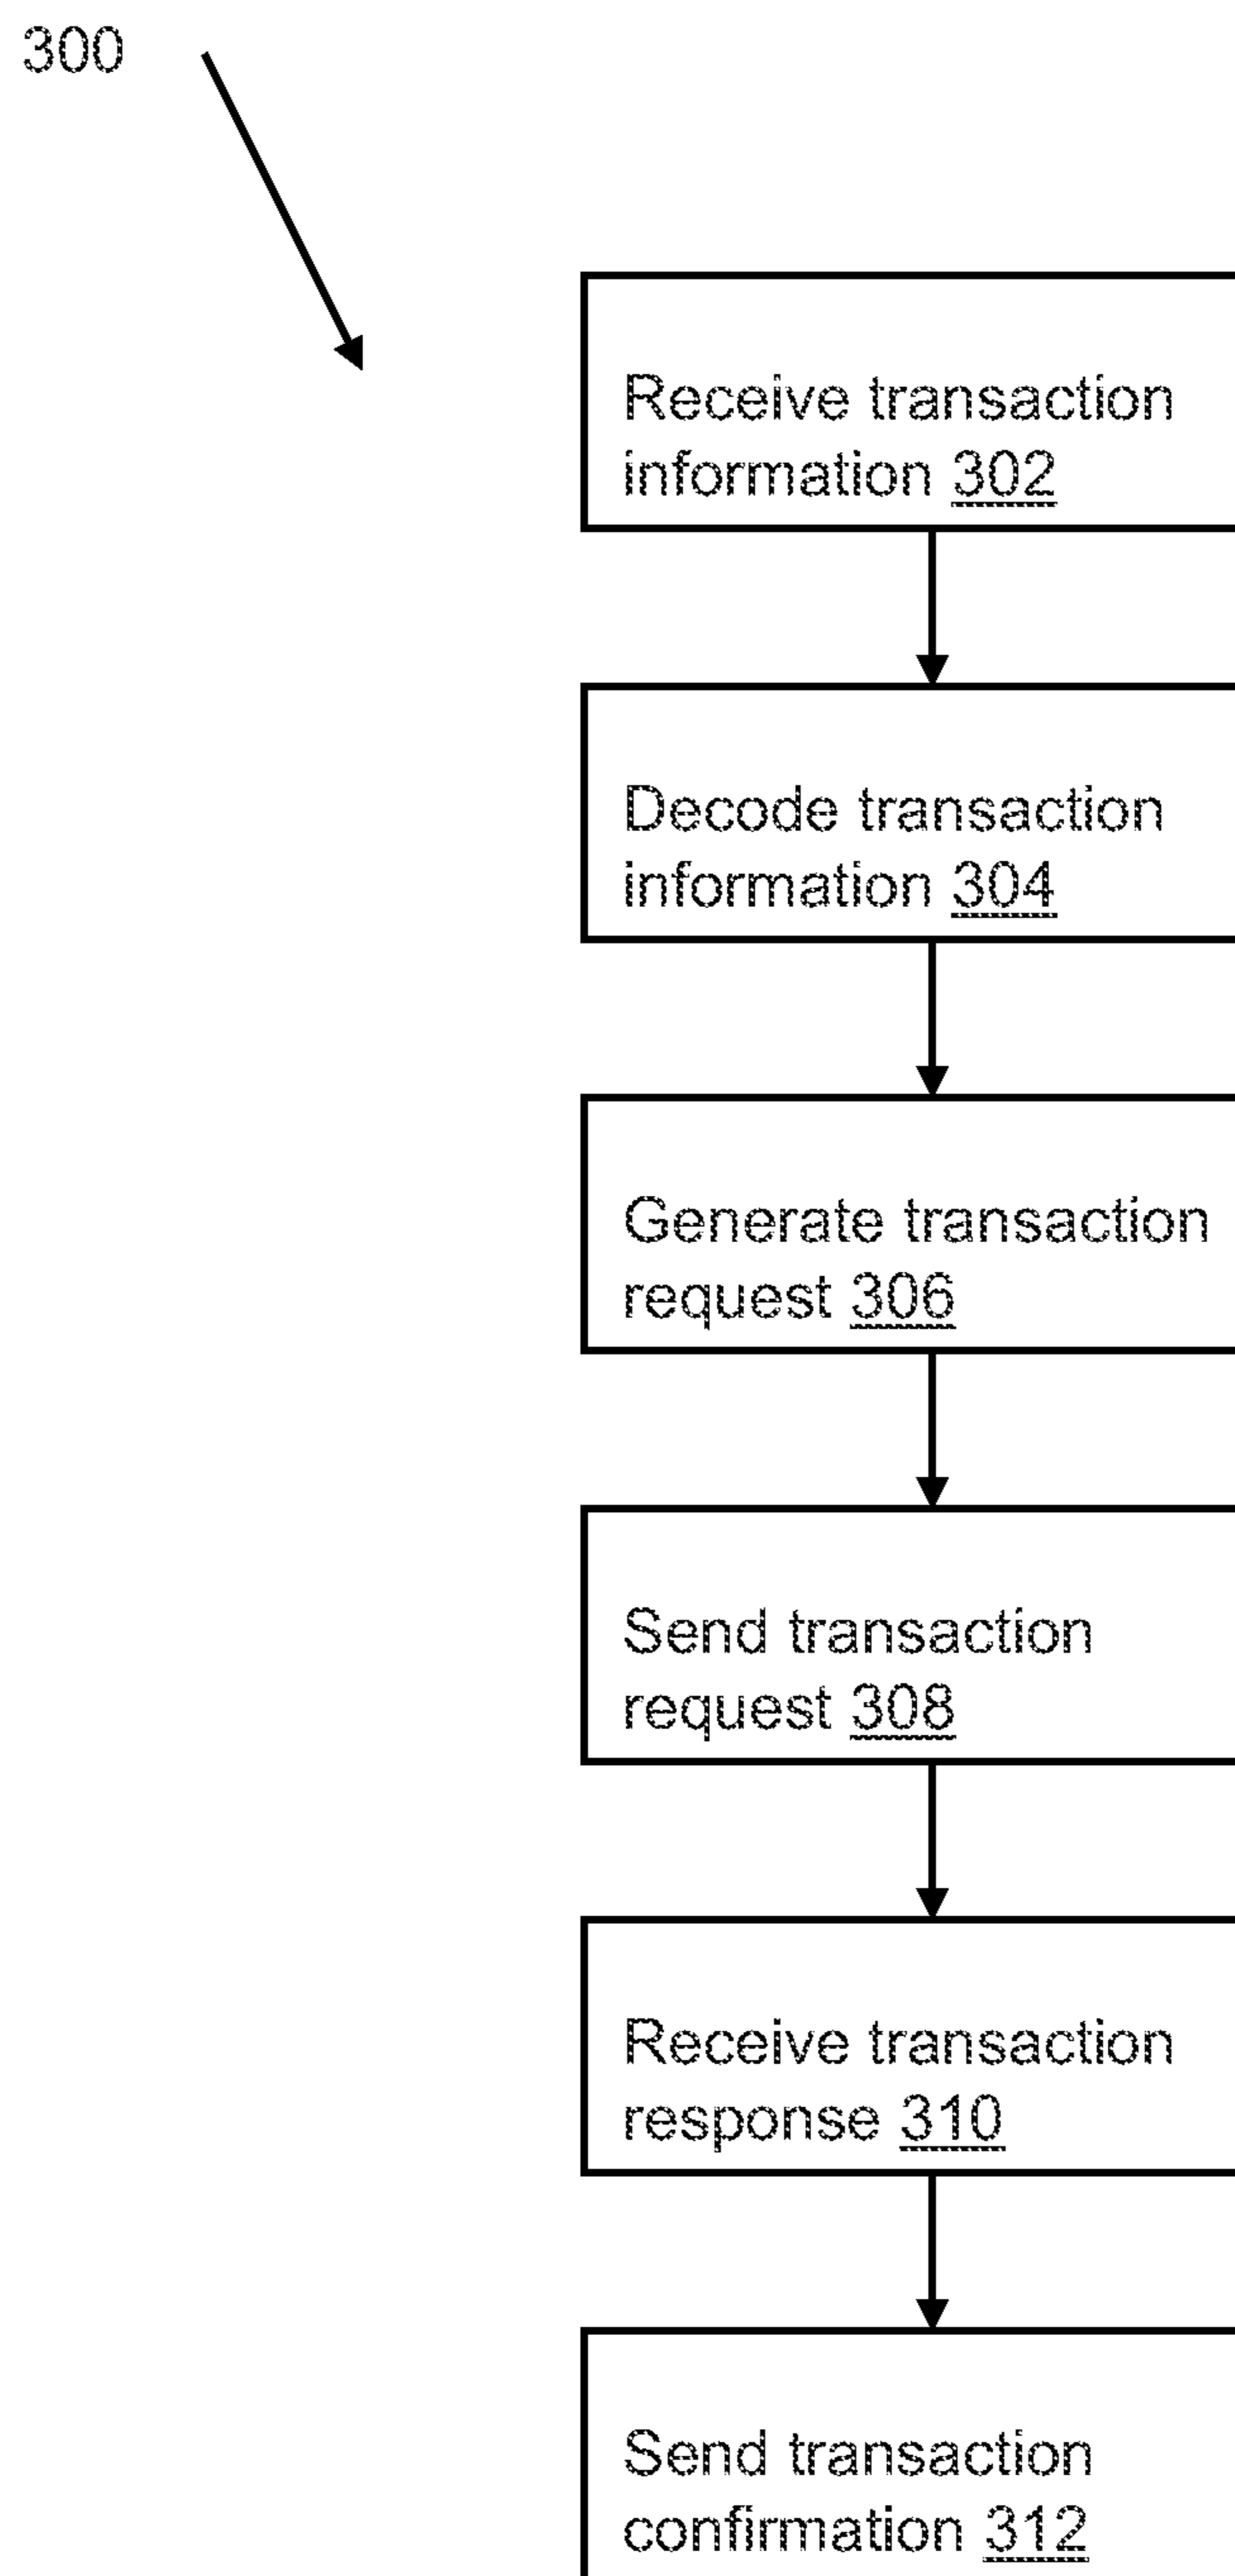 300
Receive transaction
information 302
Decode transaction
information 304
Generate transaction
request 306
Send transaction
request 308
Receive transaction
response 310
Send transaction
confirmation 312